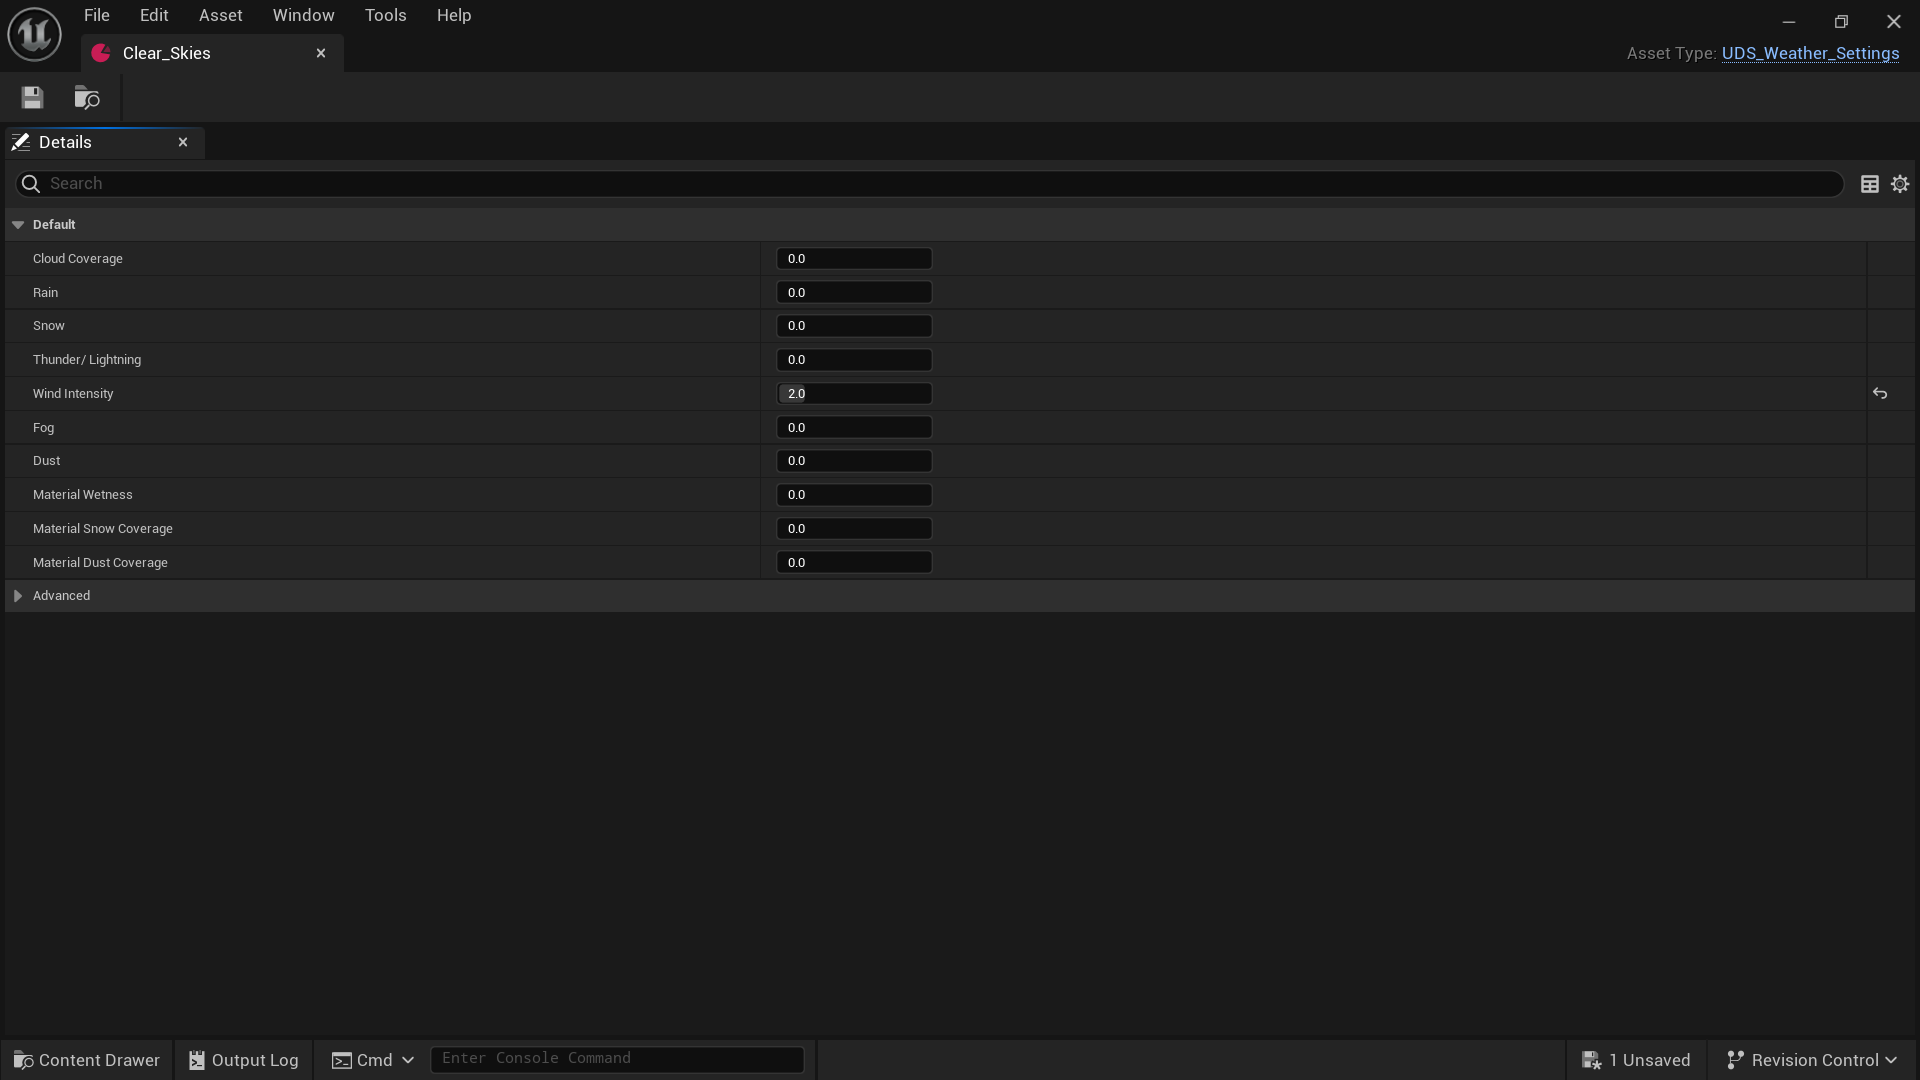 File Edit Asset Window Tools Help
Clear_Skies
Asset Type: UDS_Weather_Settings
Details
Search
Default
Cloud Coverage 0.0
Rain 0.0
Snow 0.0
Thunder/ Lightning 0.0
Wind Intensity 2.0
Fog 0.0
Dust 0.0
Material Wetness 0.0
Material Snow Coverage 0.0
Material Dust Coverage 0.0
Advanced
Content Drawer Output Log Cmd Enter Console Command 1 Unsaved Revision Control